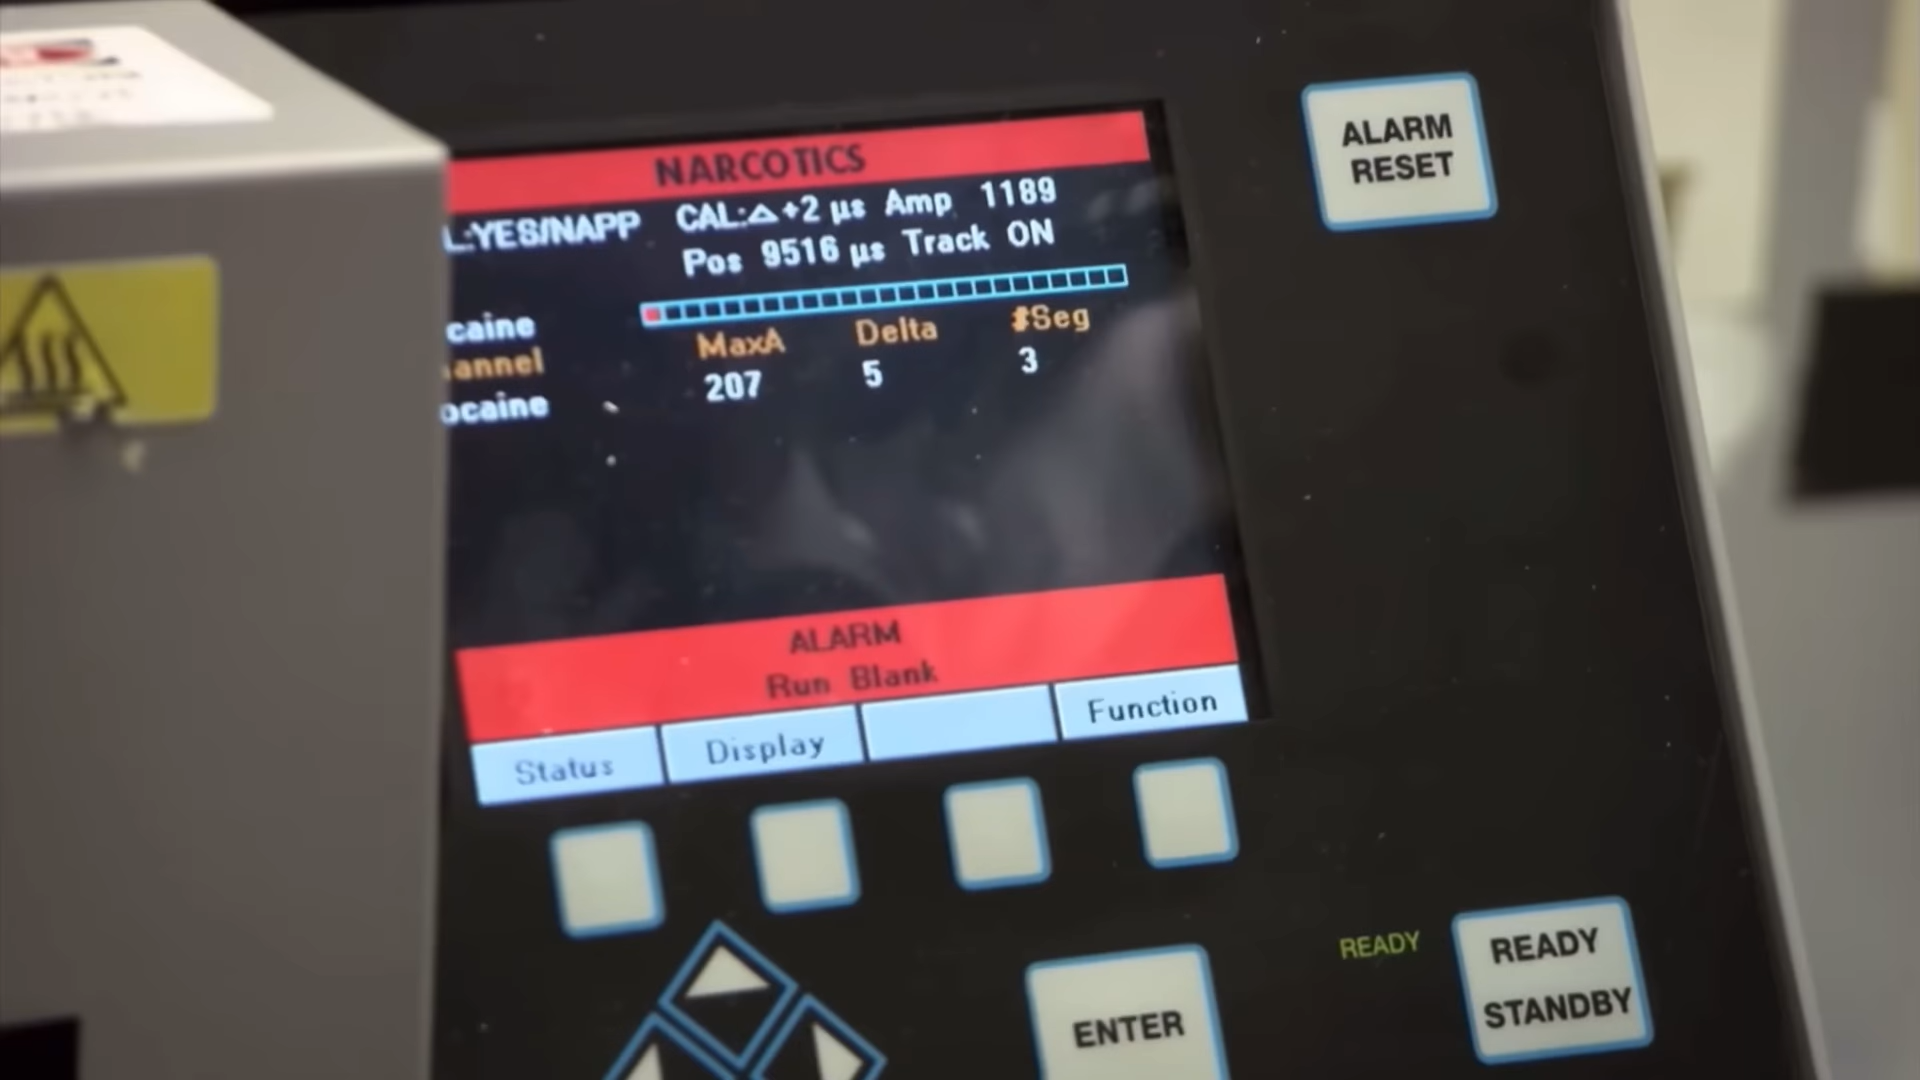 NARCOTICS
L:YES/NAPP CAL:△+2 µs Amp 1189
Pos 9516 µs Track ON
caine
annel MaxA Delta #Seg
ocaine 207 5 3
ALARM
Run Blank
Status Display Function
ALARM
RESET
READY
READY
STANDBY
ENTER